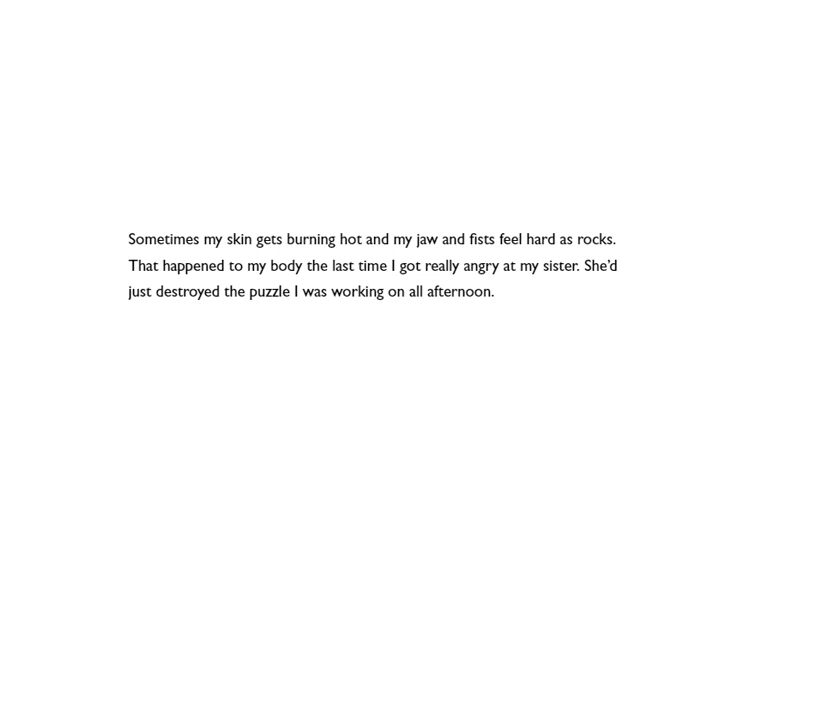 Sometimes my skin gets burning hot and my jaw and fists feel hard as rocks.
That happened to my body the last time I got really angry at my sister. She’d
just destroyed the puzzle I was working on all afternoon.